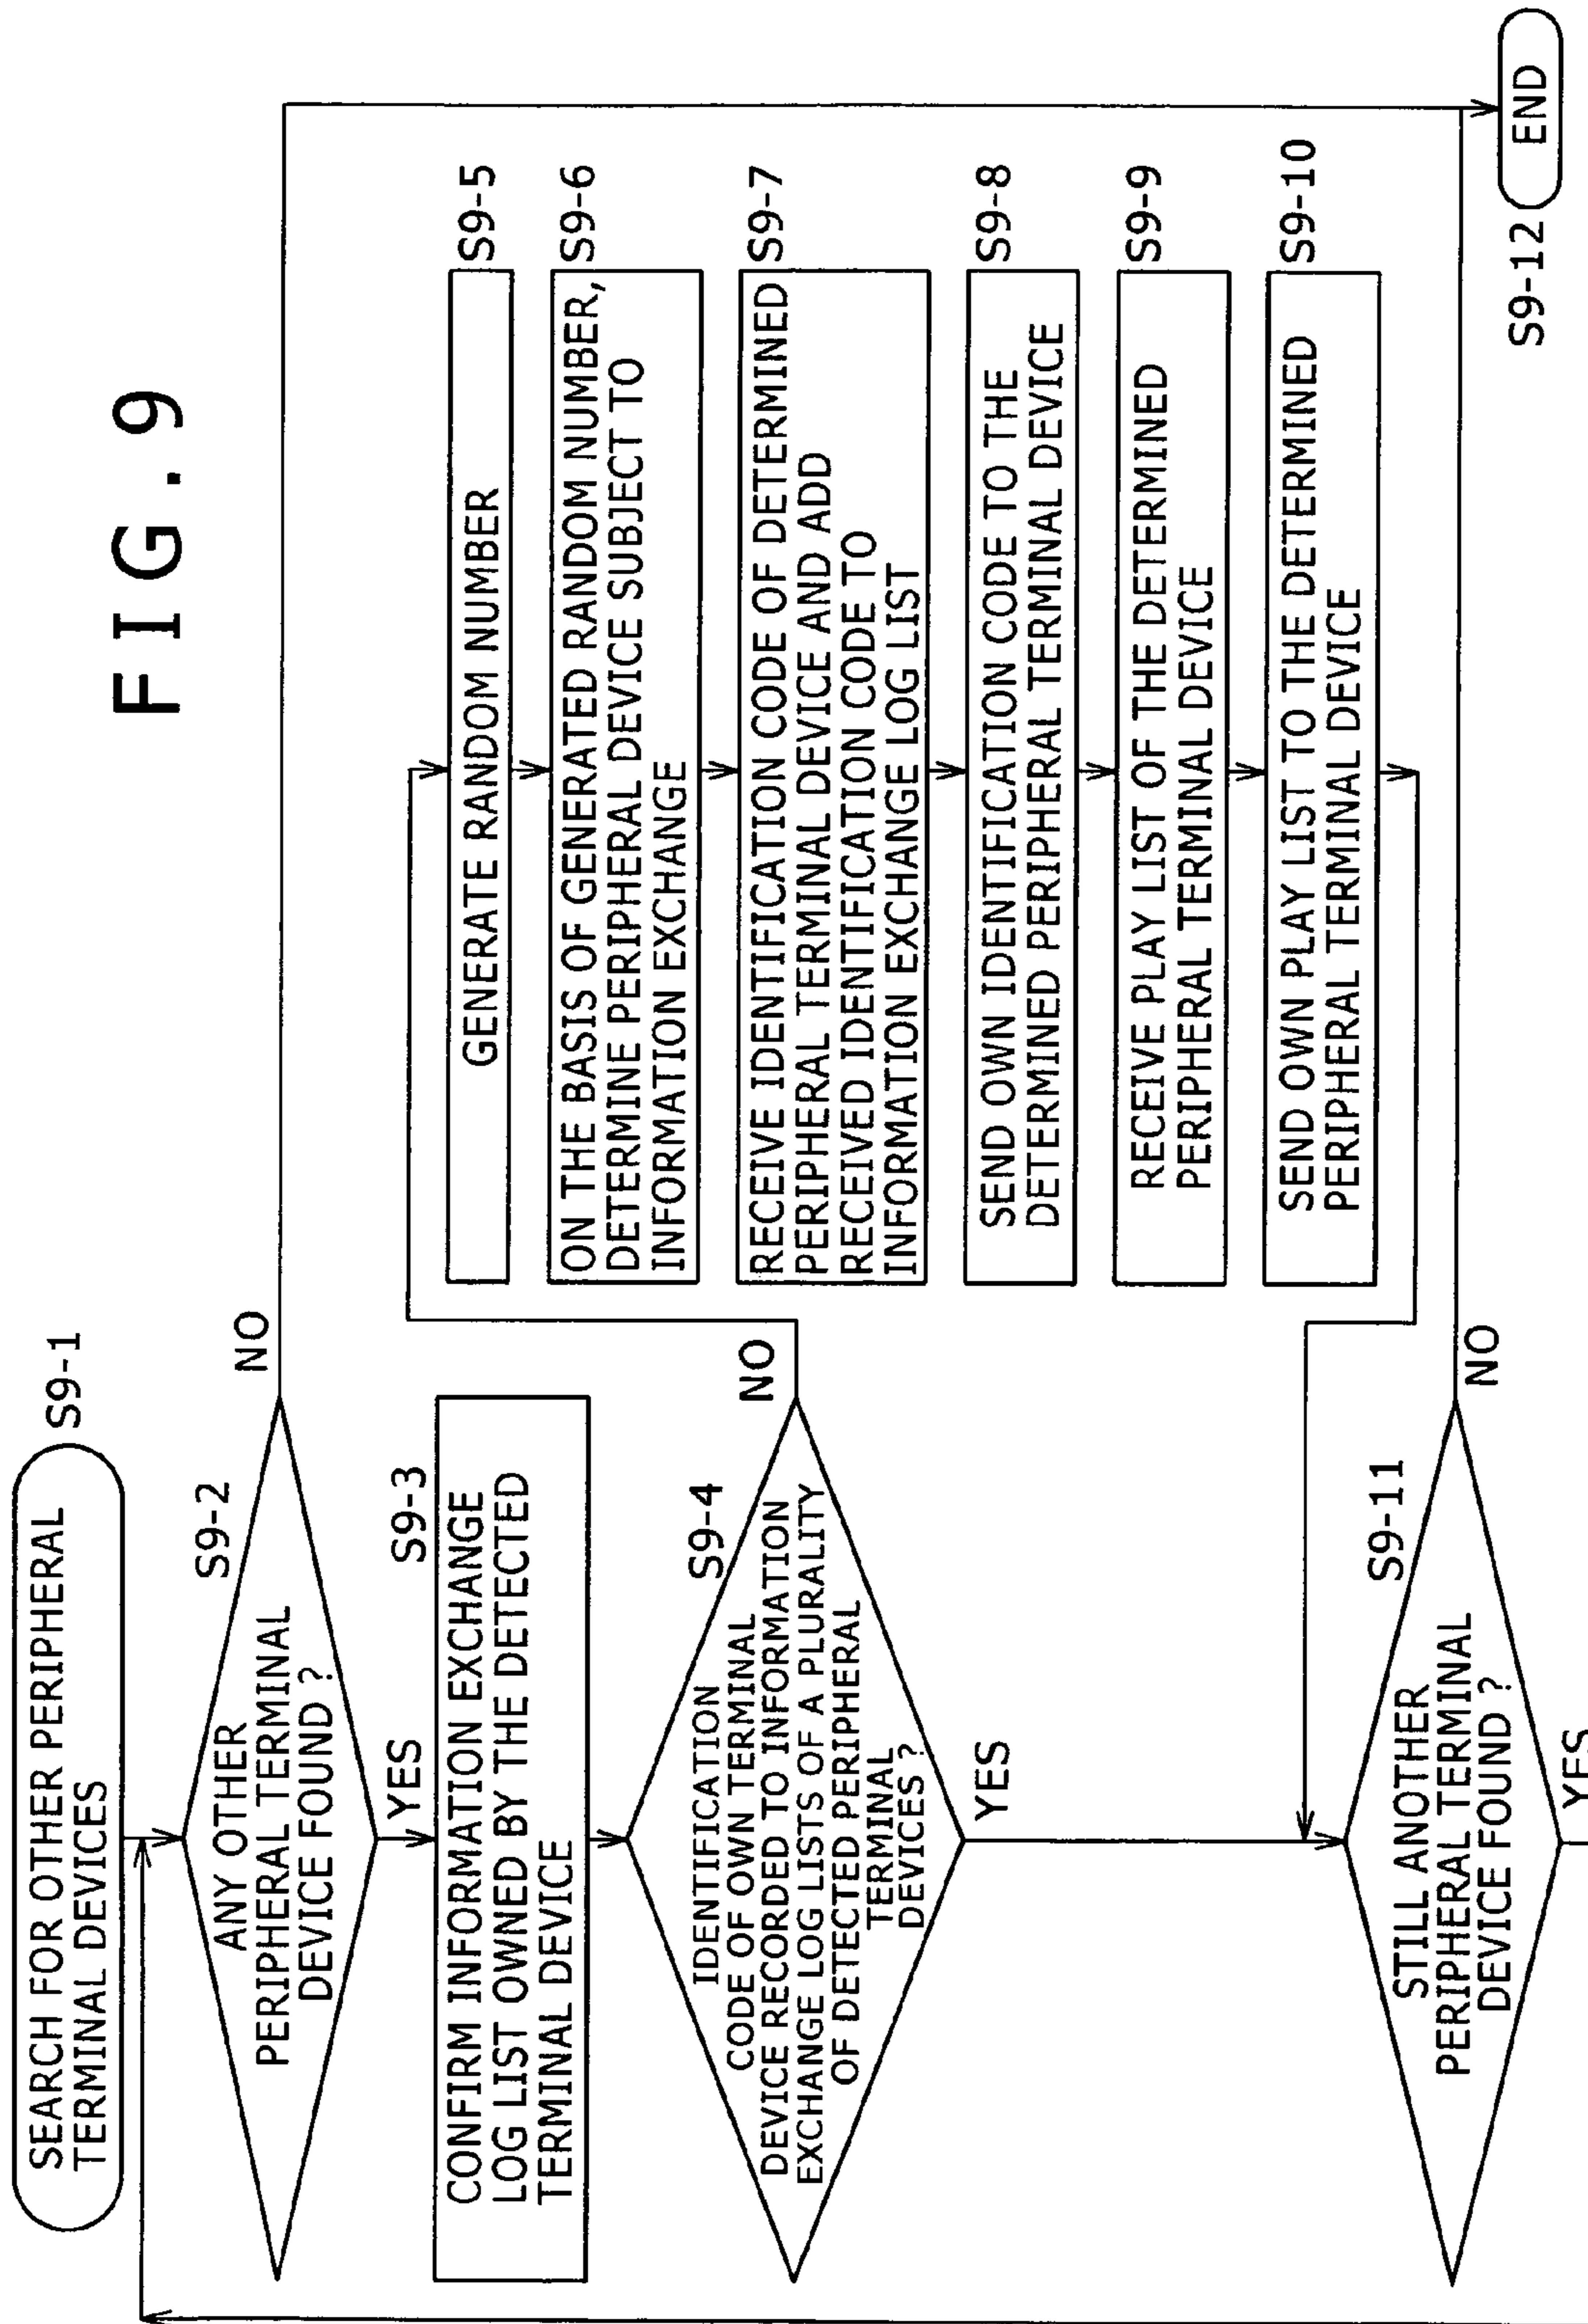 FIG.9
SEARCH FOR OTHER PERIPHERAL
TERMINAL DEVICES
S9-1
S9-2
ANY OTHER
PERIPHERAL TERMINAL
DEVICE FOUND ?
NO
YES
S9-3
CONFIRM INFORMATION EXCHANGE
LOG LIST OWNED BY THE DETECTED
TERMINAL DEVICE
S9-4
IDENTIFICATION
CODE OF OWN TERMINAL
DEVICE RECORDED TO INFORMATION
EXCHANGE LOG LISTS OF A PLURALITY
OF DETECTED PERIPHERAL
TERMINAL
DEVICES ?
NO
YES
GENERATE RANDOM NUMBER
S9-5
ON THE BASIS OF GENERATED RANDOM NUMBER,
DETERMINE PERIPHERAL DEVICE SUBJECT TO
INFORMATION EXCHANGE
S9-6
RECEIVE IDENTIFICATION CODE OF DETERMINED
PERIPHERAL TERMINAL DEVICE AND ADD
RECEIVED IDENTIFICATION CODE TO
INFORMATION EXCHANGE LOG LIST
S9-7
SEND OWN IDENTIFICATION CODE TO THE
DETERMINED PERIPHERAL TERMINAL DEVICE
S9-8
RECEIVE PLAY LIST OF THE DETERMINED
PERIPHERAL TERMINAL DEVICE
S9-9
SEND OWN PLAY LIST TO THE DETERMINED
PERIPHERAL TERMINAL DEVICE
S9-10
S9-11
STILL ANOTHER
PERIPHERAL TERMINAL
DEVICE FOUND ?
NO
YES
S9-12
END